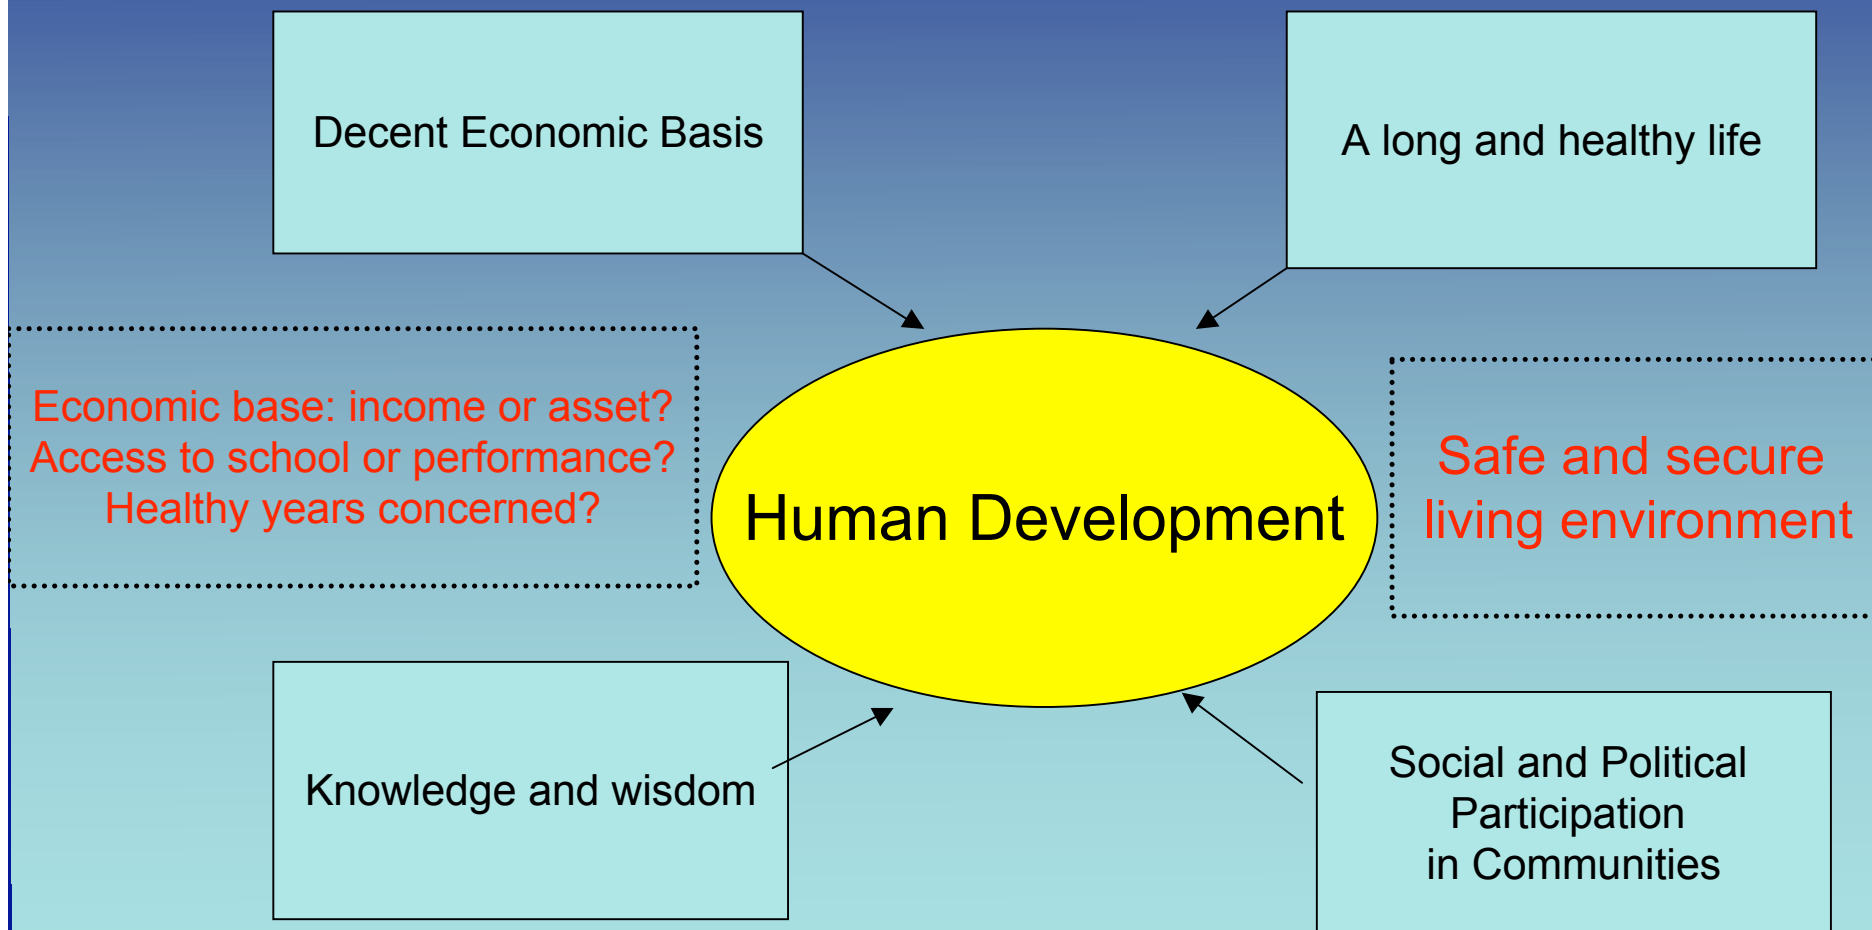 Decent Economic Basis
A long and healthy life
Economic base: income or asset?
Access to school or performance?
Healthy years concerned?
Human Development
Safe and secure
living environment
Knowledge and wisdom
Social and Political
Participation
in Communities